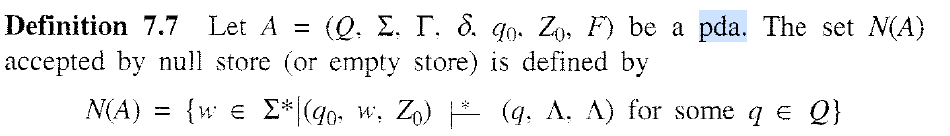 Definition 7.7 Let A = (Q, Σ, Γ, δ, q₀, Z₀, F) be a pda. The set N(A)
accepted by null store (or empty store) is defined by
N(A) = {w ∈ Σ*|(q₀, w, Z₀) |-* (q, Λ, Λ) for some q ∈ Q}